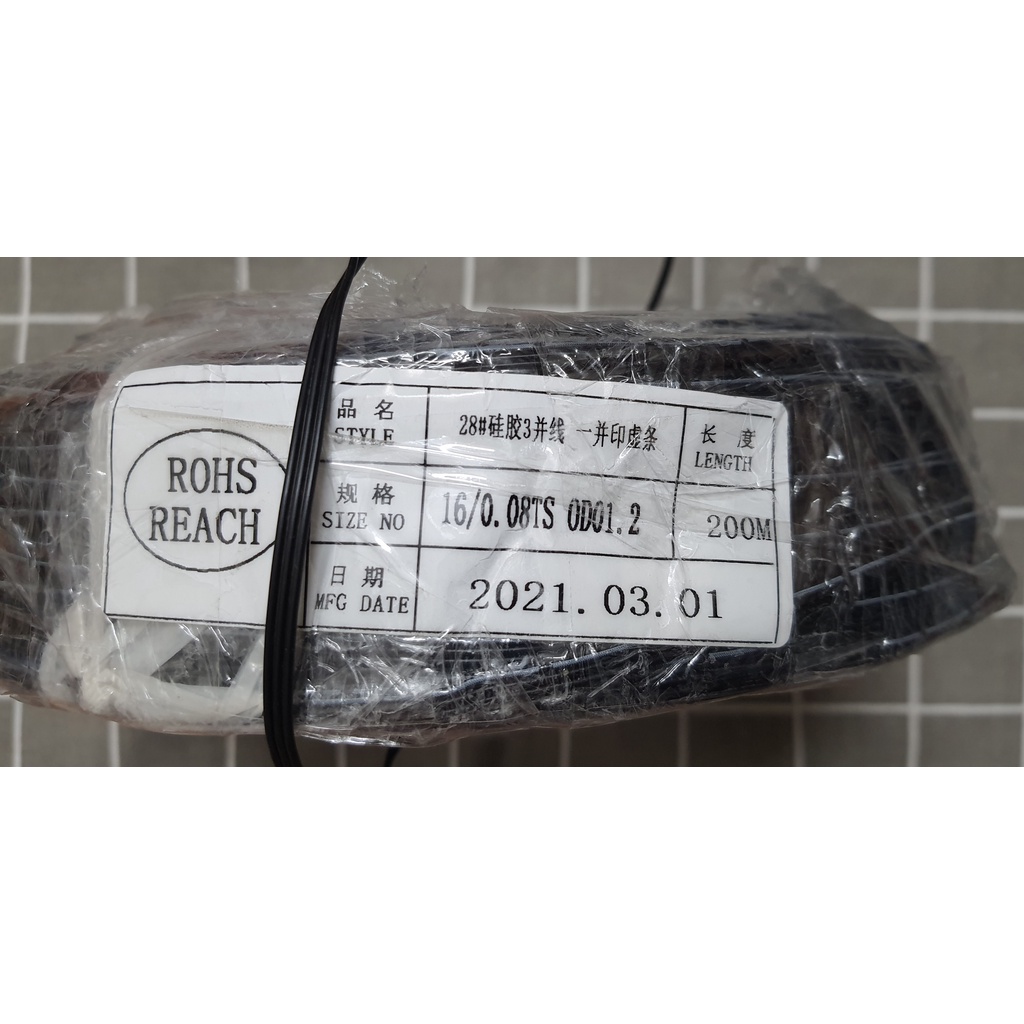 ROHS
REACH
品 名
STYLE
28#硅胶3并线 一并印虚条
长 度
LENGTH
规 格
SIZE NO
16/0.08TS OD01.2
200M
日 期
MFG DATE
2021.03.01